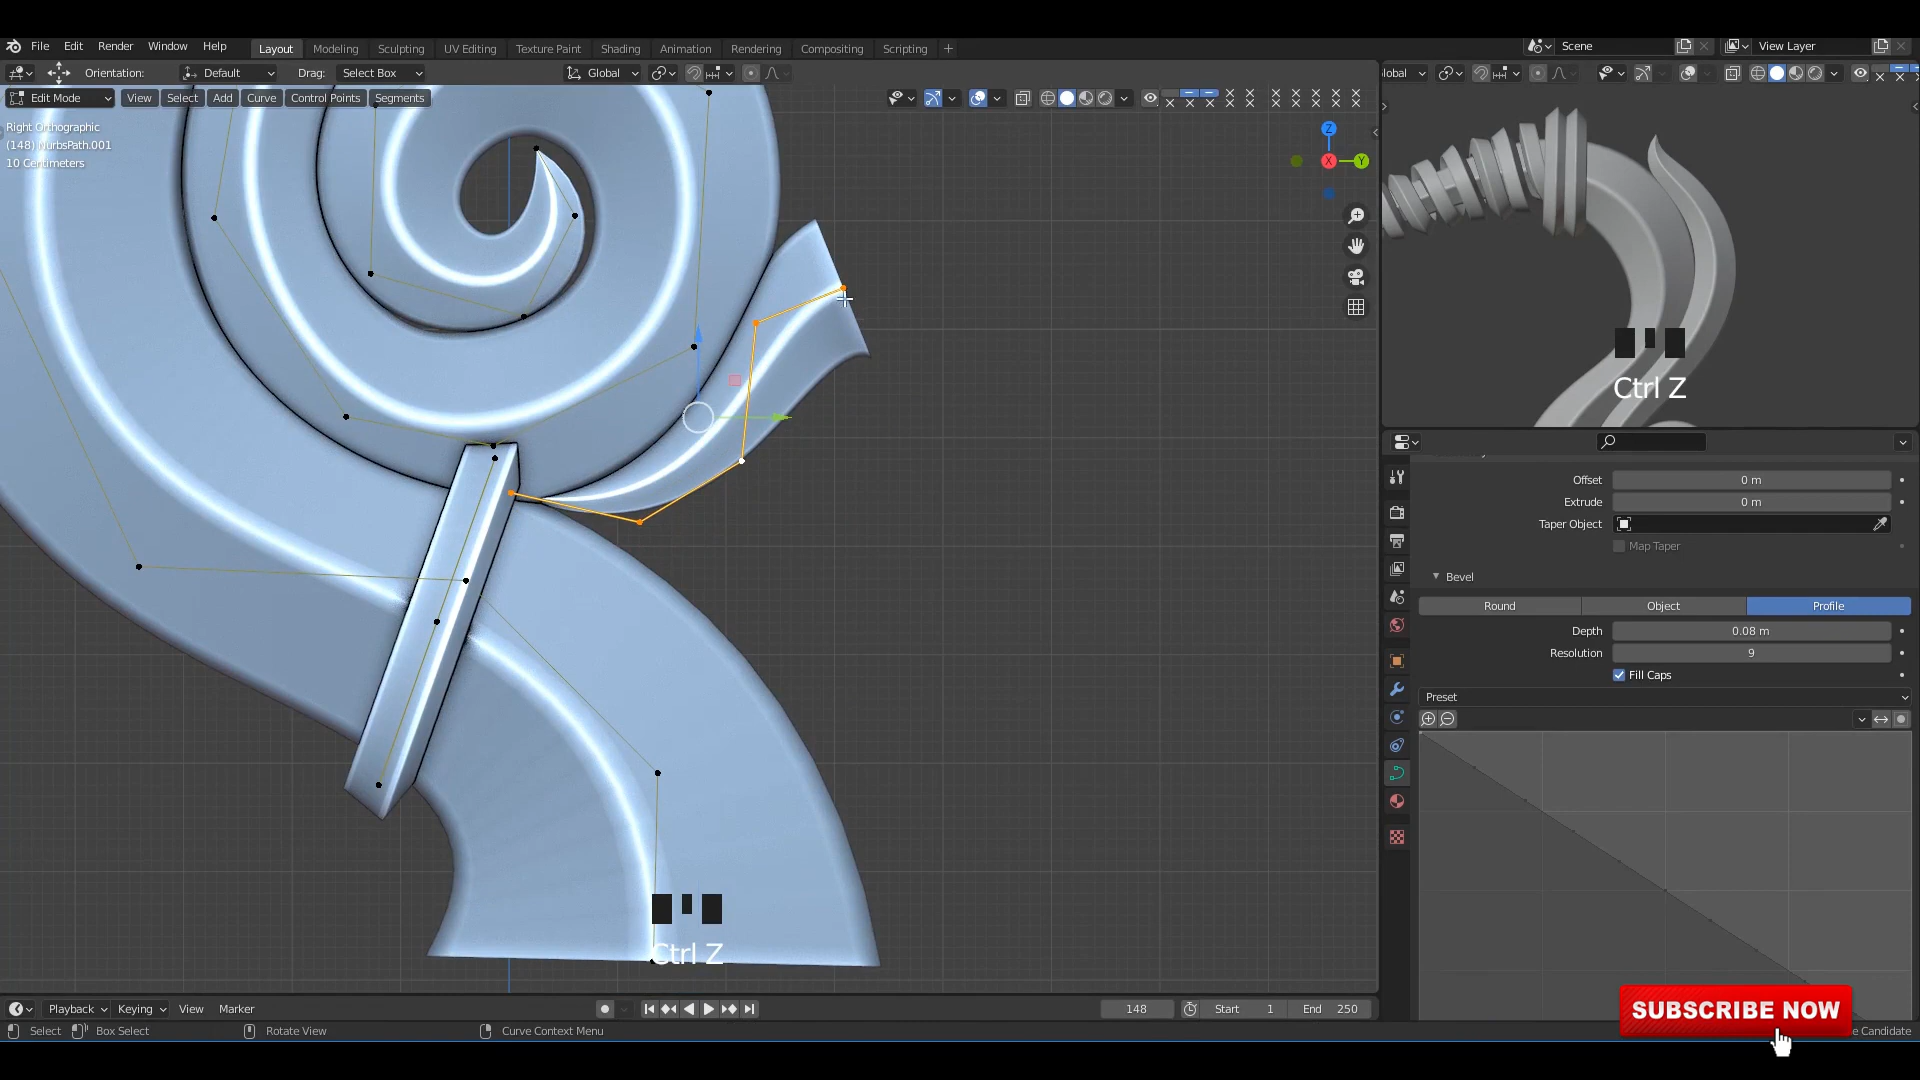 File Edit Render Window Help Layout Modeling Sculpting UV Editing Texture Paint Shading Animation Rendering Compositing Scripting + Scene View Layer
Orientation: Default Drag: Select Box Global lobal
Edit Mode View Select Add Curve Control Points Segments
Right Orthographic
(148) NurbsPath.001
10 Centimeters
Z
X
Y
Ctrl Z
Offset 0 m
Extrude 0 m
Taper Object
Map Taper
Bevel
Round Object Profile
Depth 0.08 m
Resolution 9
Fill Caps
Preset
Ctrl Z
Playback Keying View Marker 148 Start 1 End 250
SUBSCRIBE NOW
Select Box Select Rotate View Curve Context Menu e Candidate